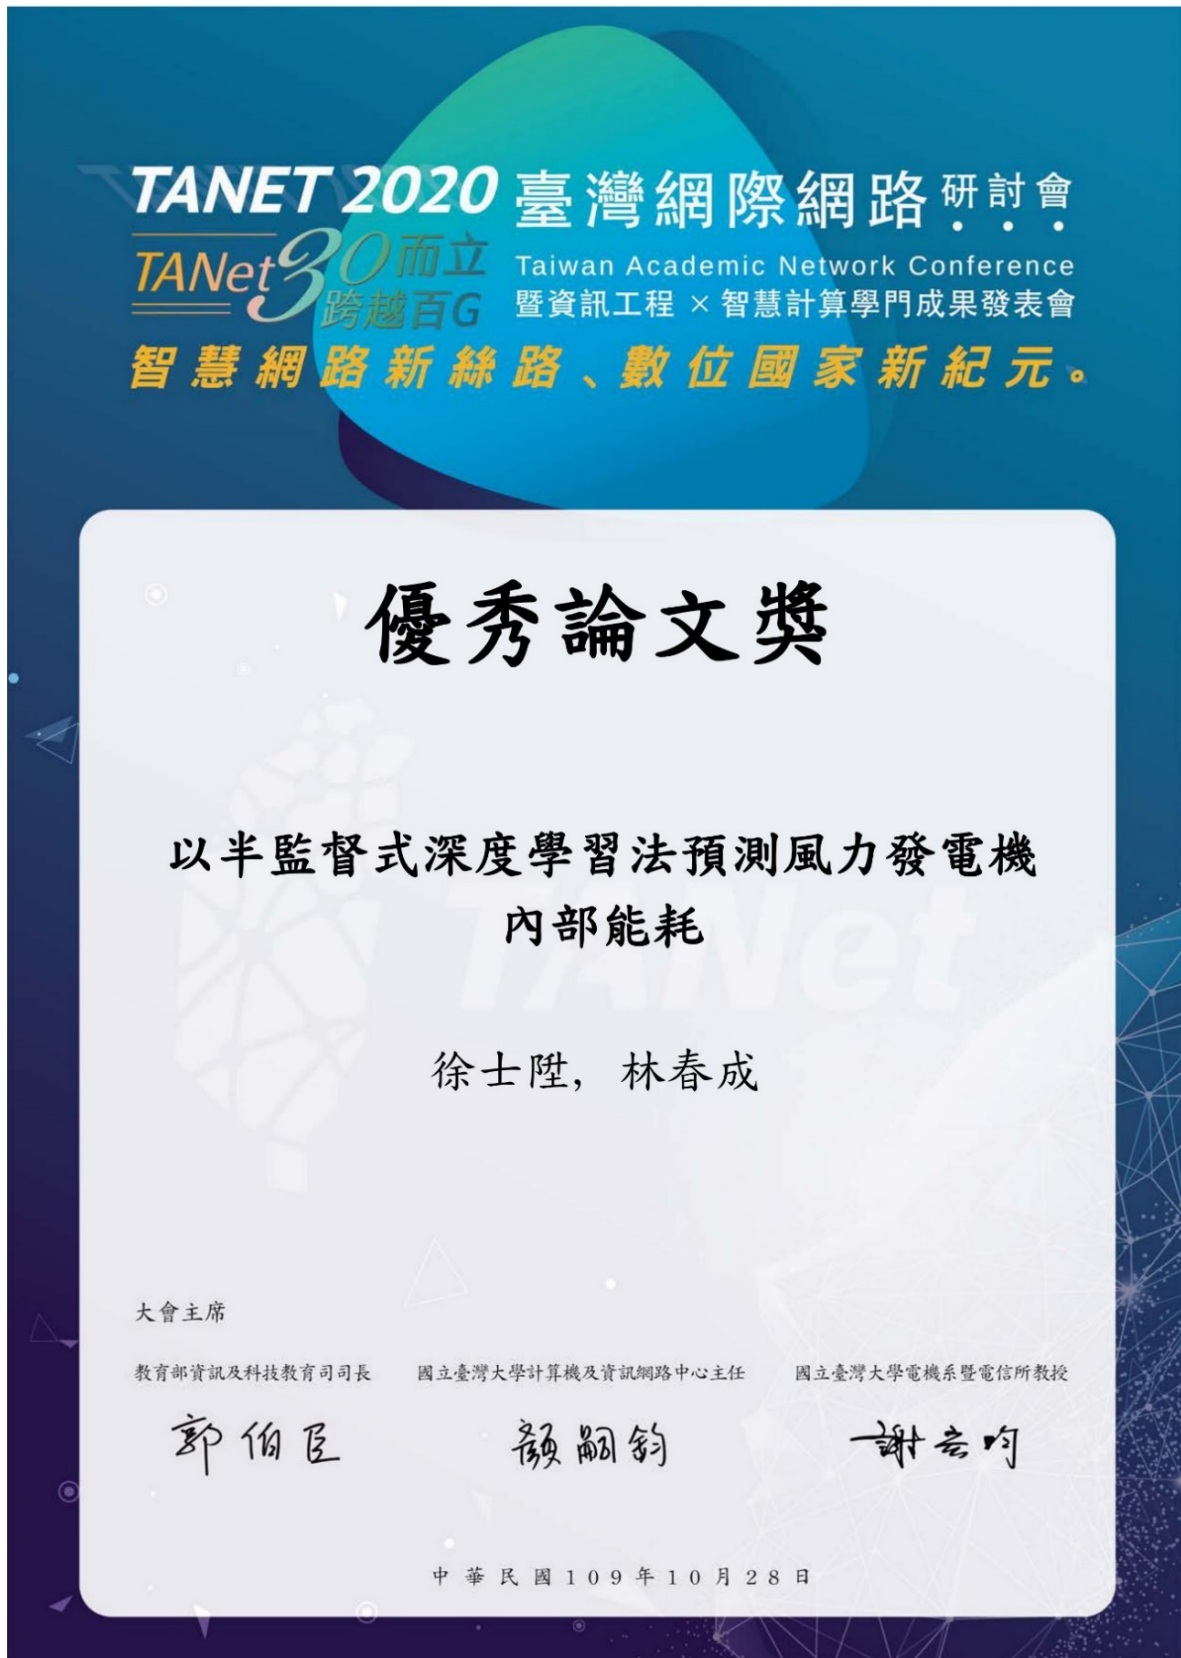 TANET 2020 臺灣網際網路研討會
TANet 30而立
跨越百G
Taiwan Academic Network Conference
暨資訊工程 × 智慧計算學門成果發表會
智慧網路新絲路、數位國家新紀元。
優秀論文獎
以半監督式深度學習法預測風力發電機
內部能耗
徐士陞, 林春成
TANet
大會主席
教育部資訊及科技教育司司長
國立臺灣大學計算機及資訊網路中心主任
國立臺灣大學電機系暨電信所教授
郭伯臣
顏嗣鈞
謝宏昀
中華民國109年10月28日